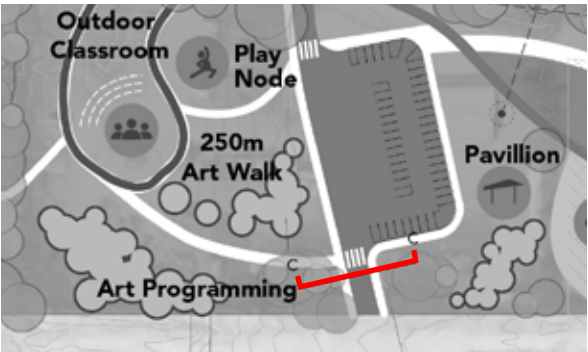 Outdoor
Classroom
Play
Node
250m
Art Walk
Pavillion
C
C
Art Programming